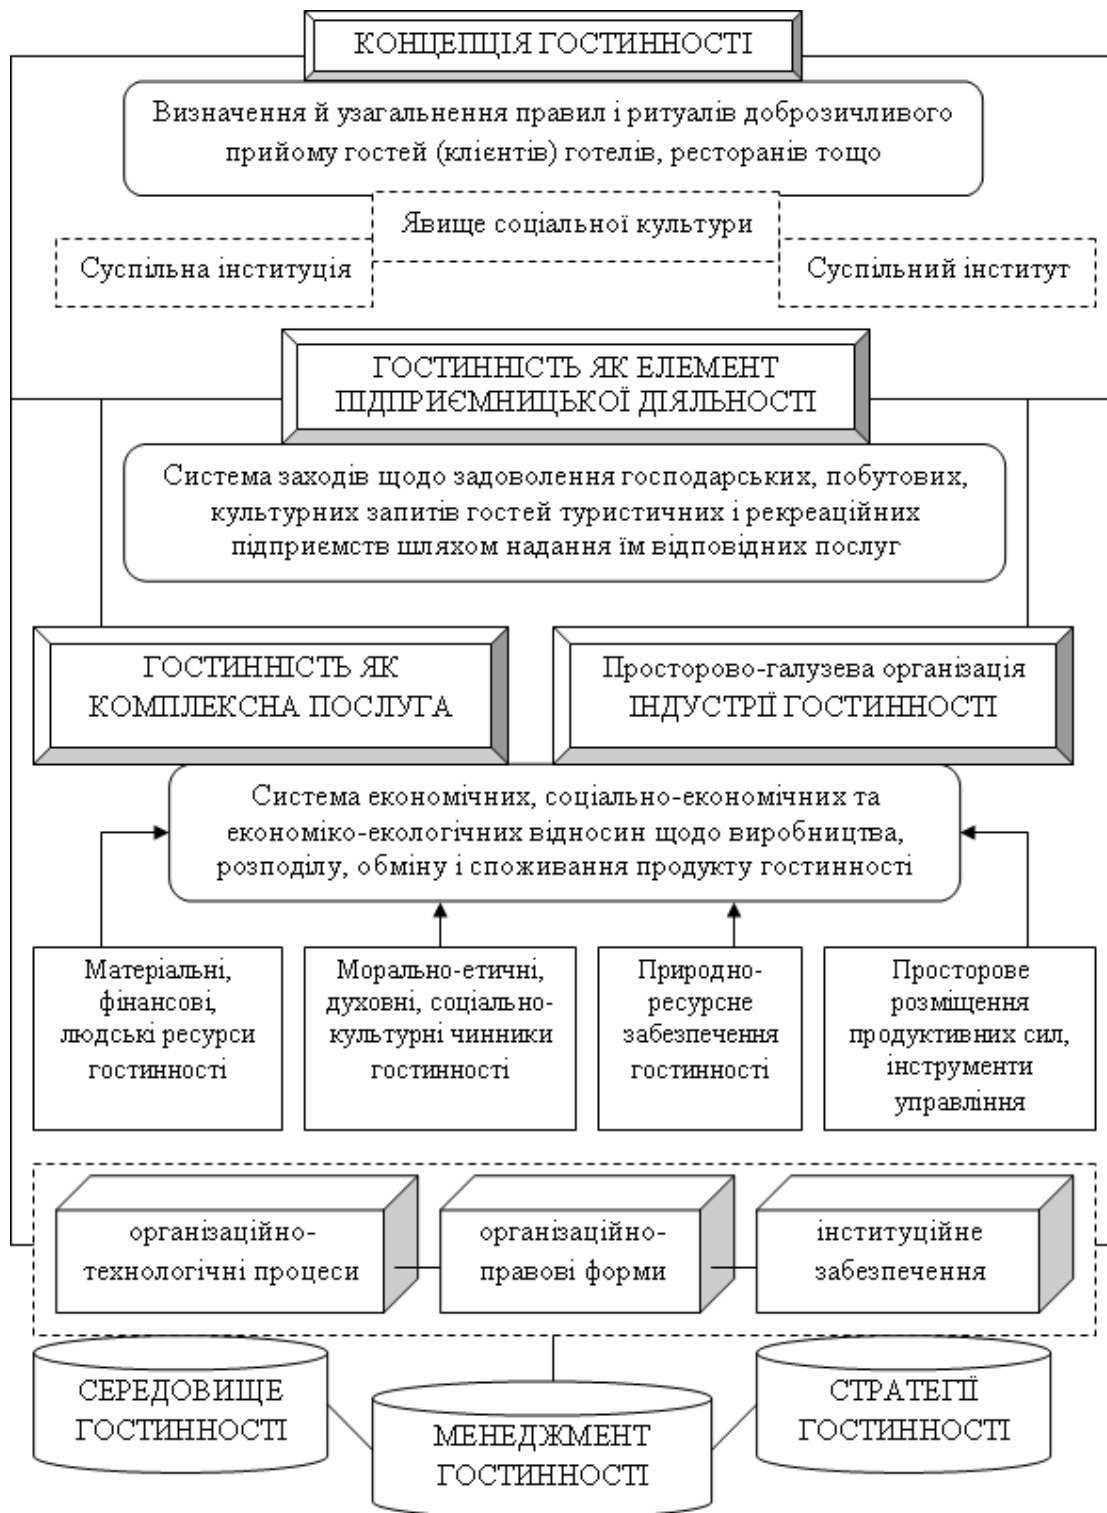 КОНЦЕПЦІЯ ГОСТИННОСТІ
Визначення й узагальнення правил і ритуалів доброзичливого
прийому гостей (клієнтів) готелів, ресторанів тощо
Явище соціальної культури
Суспільна інституція
Суспільний інститут
ГОСТИННІСТЬ ЯК ЕЛЕМЕНТ
ПІДПРИЄМНИЦЬКОЇ ДІЯЛЬНОСТІ
Система заходів щодо задоволення господарських, побутових,
культурних запитів гостей туристичних і рекреаційних
підприємств шляхом надання їм відповідних послуг
ГОСТИННІСТЬ ЯК
КОМПЛЕКСНА ПОСЛУГА
Просторово-галузева організація
ІНДУСТРІЇ ГОСТИННОСТІ
Система економічних, соціально-економічних та
економіко-екологічних відносин щодо виробництва,
розподілу, обміну і споживання продукту гостинності
Матеріальні,
фінансові,
людські ресурси
гостинності
Морально-етичні,
духовні, соціально-
культурні чинники
гостинності
Природно-
ресурсне
забезпечення
гостинності
Просторове
розміщення
продуктивних сил,
інструменти
управління
організаційно-
технологічні процеси
організаційно-
правові форми
інституційне
забезпечення
СЕРЕДОВИЩЕ
ГОСТИННОСТІ
МЕНЕДЖМЕНТ
ГОСТИННОСТІ
СТРАТЕГІЇ
ГОСТИННОСТІ